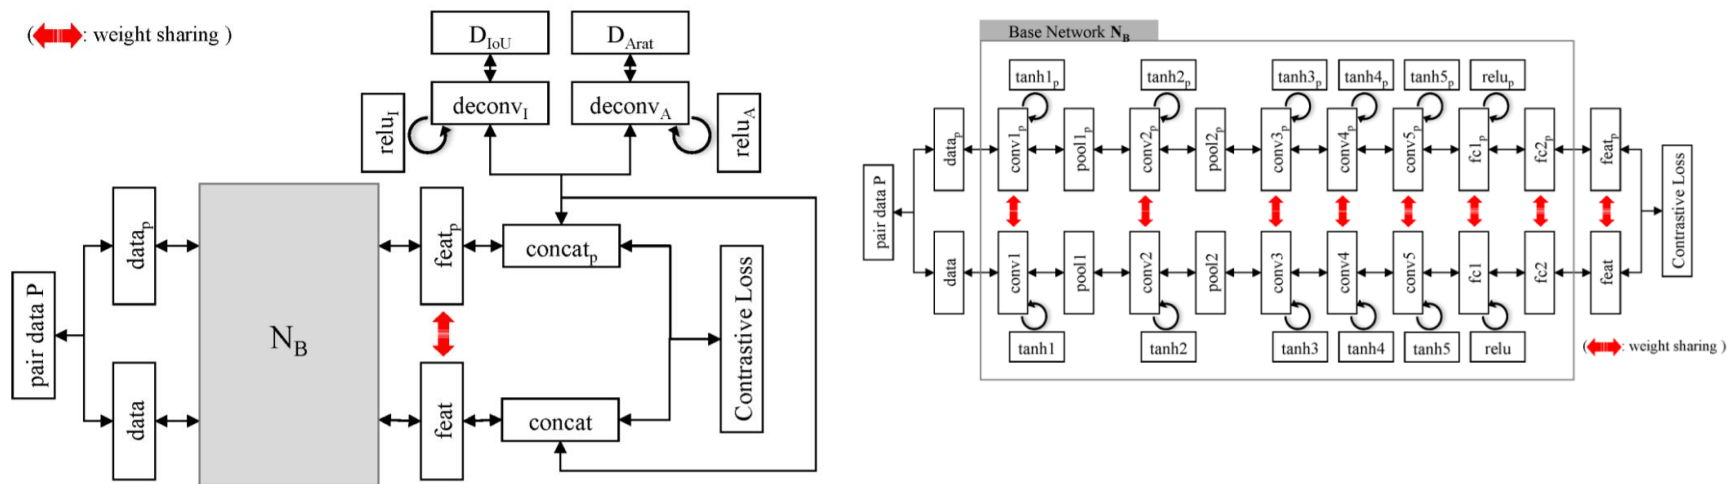 ( : weight sharing )
D_IoU
D_Arat
relu_I
deconv_I
deconv_A
relu_A
pair data P
data_p
data
N_B
feat_p
feat
concat_p
concat
Contrastive Loss
Base Network N_B
tanh1_p
tanh2_p
tanh3_p
tanh4_p
tanh5_p
relu_p
pair data P
data_p
conv1_p
pool1_p
conv2_p
pool2_p
conv3_p
conv4_p
conv5_p
fc1_p
fc2_p
feat_p
Contrastive Loss
data
conv1
pool1
conv2
pool2
conv3
conv4
conv5
fc1
fc2
feat
tanh1
tanh2
tanh3
tanh4
tanh5
relu
( : weight sharing )